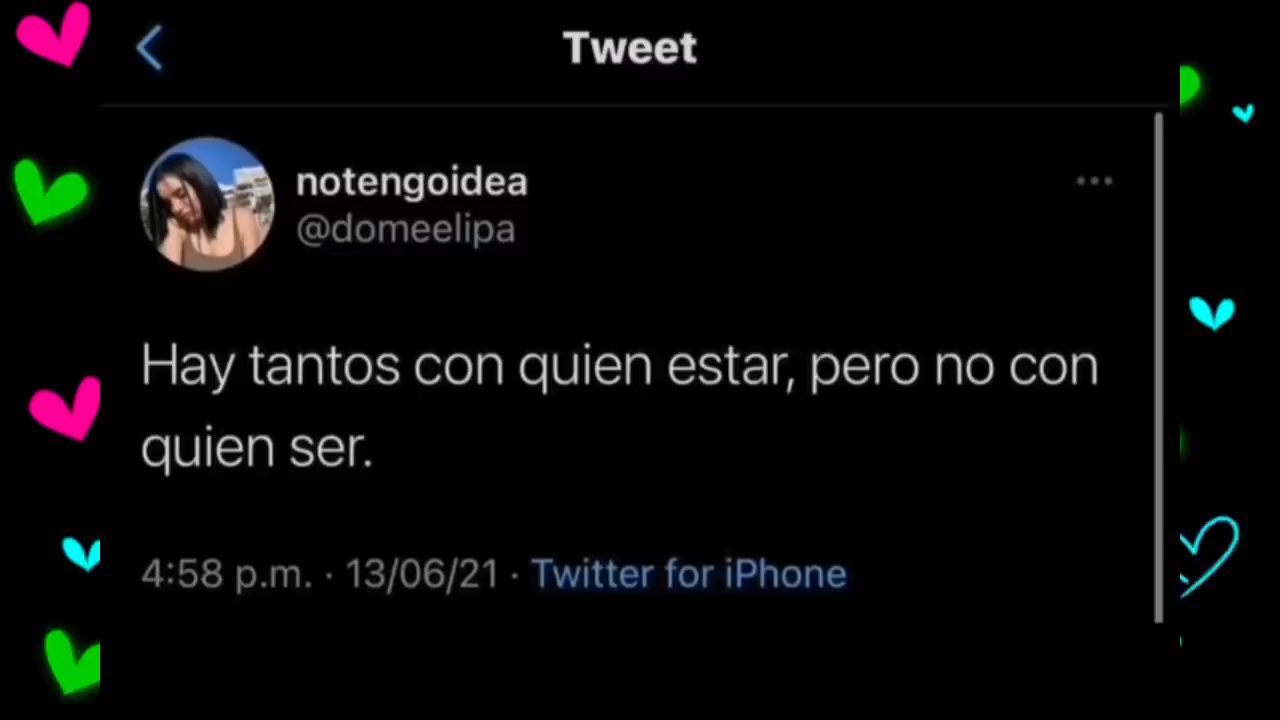 Tweet
notengoidea
@domeelipa
Hay tantos con quien estar, pero no con
quien ser.
4:58 p.m. · 13/06/21 · Twitter for iPhone